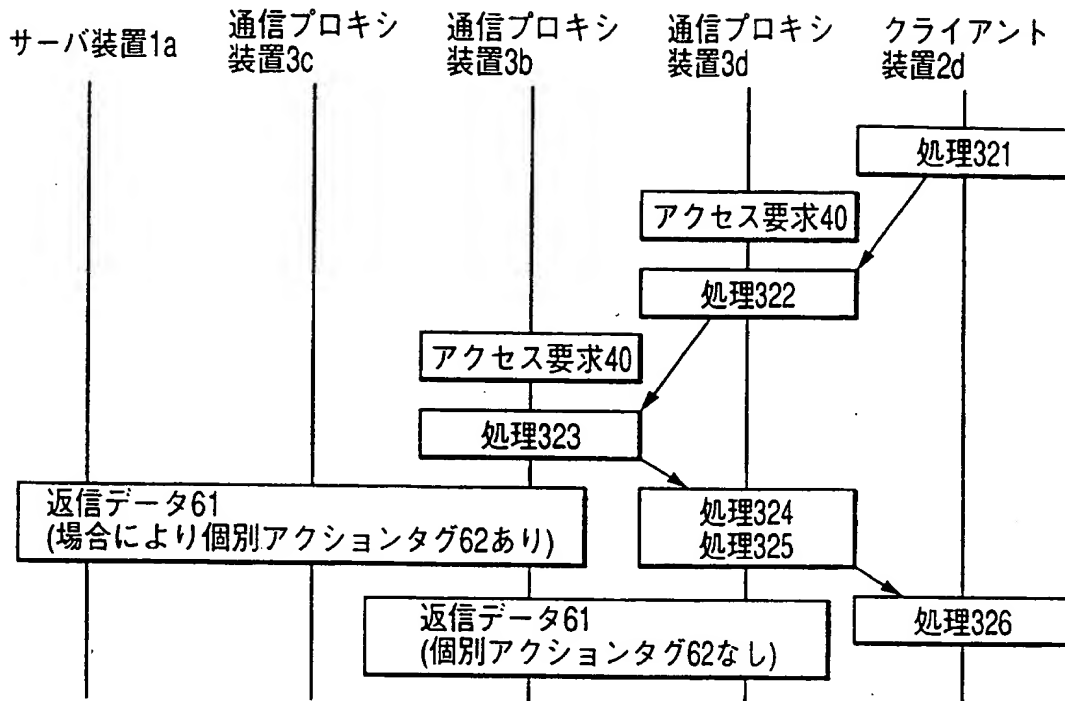 サーバ装置1a
通信プロキシ
装置3c
通信プロキシ
装置3b
通信プロキシ
装置3d
クライアント
装置2d
処理321
アクセス要求40
処理322
アクセス要求40
処理323
返信データ61
(場合により個別アクションタグ62あり)
処理324
処理325
返信データ61
(個別アクションタグ62なし)
処理326